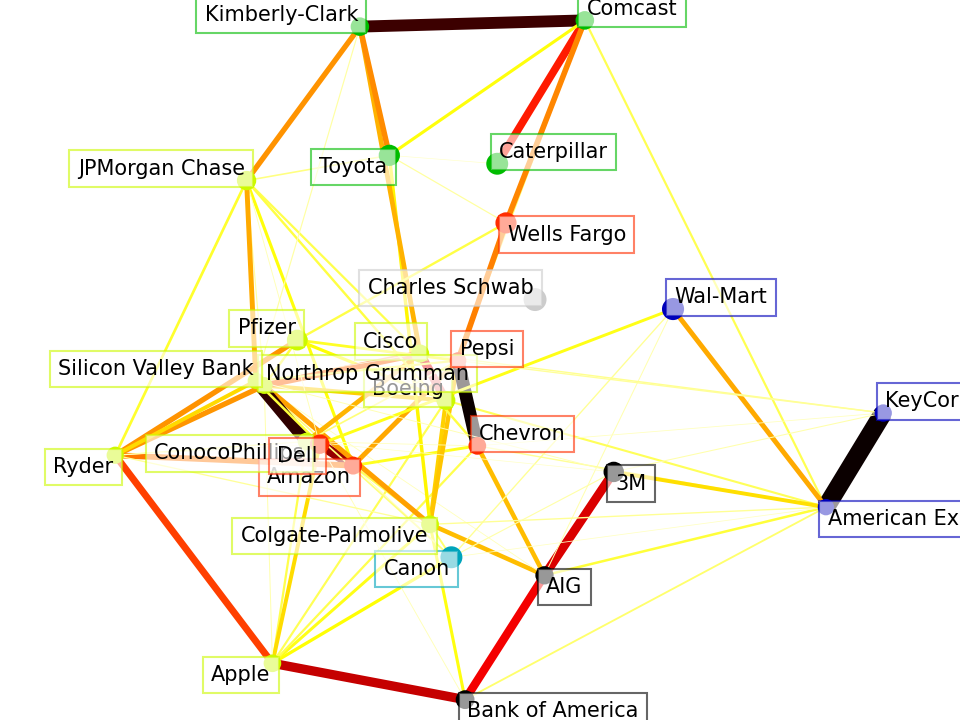 Kimberly-Clark
Comcast
Caterpillar
JPMorgan Chase
Toyota
Wells Fargo
Charles Schwab
Wal-Mart
Pfizer
Cisco
Pepsi
Silicon Valley Bank
Northrop Grumman
Boeing
KeyCor
Chevron
ConocoPhillips
Dell
Ryder
Amazon
3M
American Ex
Colgate-Palmolive
Canon
AIG
Apple
Bank of America